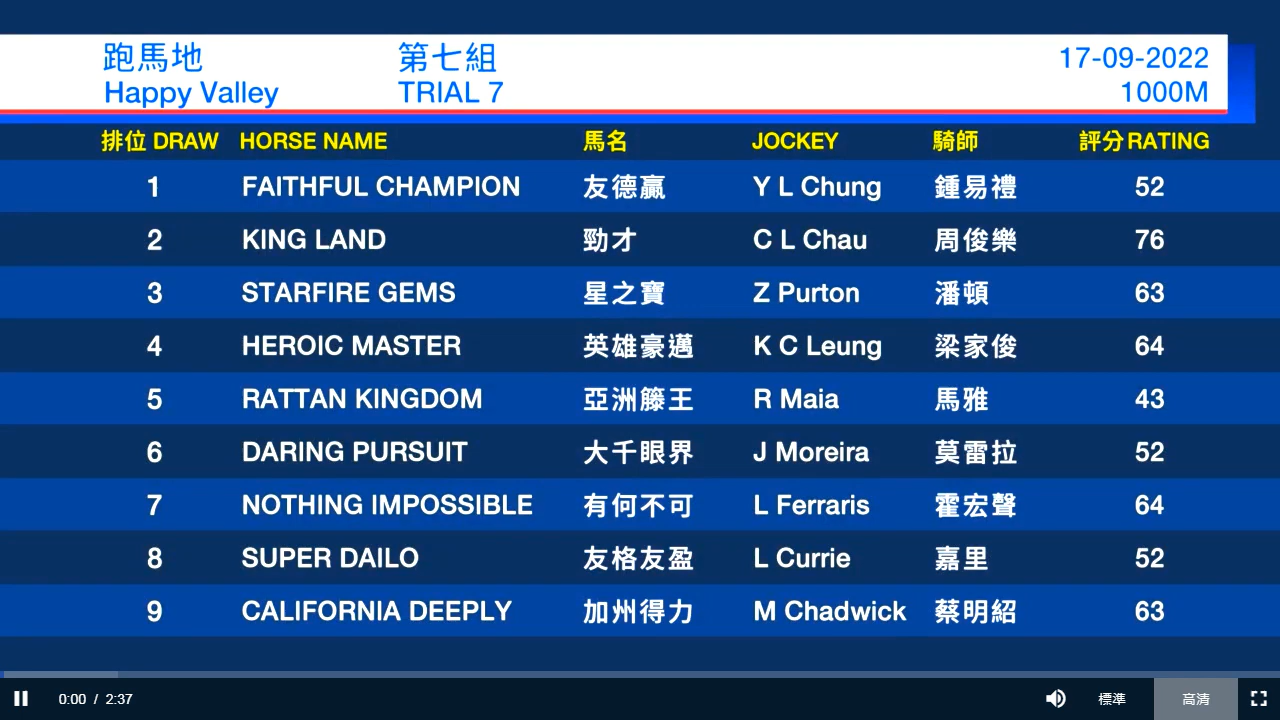 跑馬地 第七組 17-09-2022
Happy Valley TRIAL 7 1000M
排位 DRAW HORSE NAME 馬名 JOCKEY 騎師 評分 RATING
1 FAITHFUL CHAMPION 友德贏 Y L Chung 鍾易禮 52
2 KING LAND 勁才 C L Chau 周俊樂 76
3 STARFIRE GEMS 星之寶 Z Purton 潘頓 63
4 HEROIC MASTER 英雄豪邁 K C Leung 梁家俊 64
5 RATTAN KINGDOM 亞洲籐王 R Maia 馬雅 43
6 DARING PURSUIT 大千眼界 J Moreira 莫雷拉 52
7 NOTHING IMPOSSIBLE 有何不可 L Ferraris 霍宏聲 64
8 SUPER DAILO 友格友盈 L Currie 嘉里 52
9 CALIFORNIA DEEPLY 加州得力 M Chadwick 蔡明紹 63
0:00 / 2:37 標準 高清